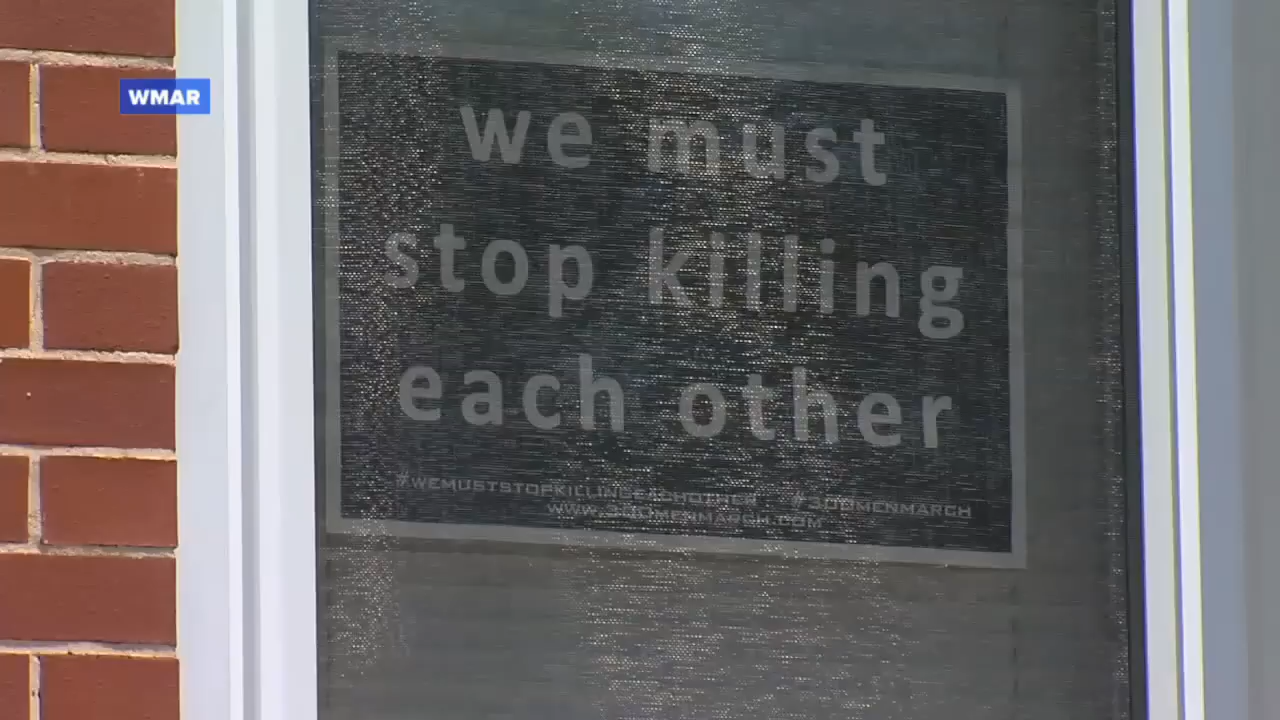 WMAR
we must
stop killing
each other
#WEMUSTSTOPKILLINGEACHOTHER #300MENMARCH
WWW.300MENMARCH.COM